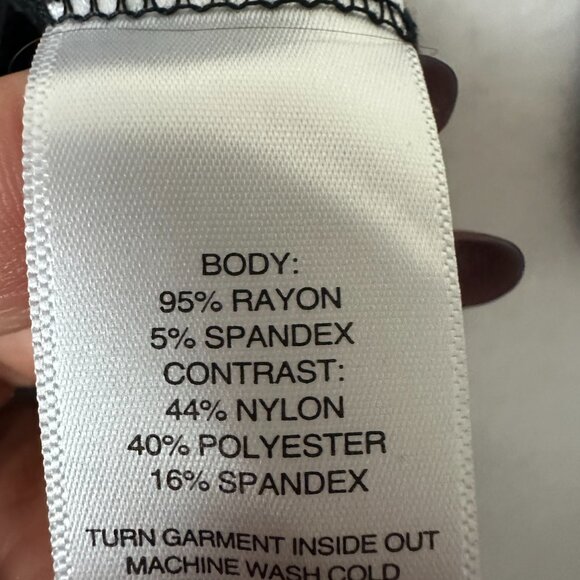 BODY:
95% RAYON
5% SPANDEX
CONTRAST:
44% NYLON
40% POLYESTER
16% SPANDEX
TURN GARMENT INSIDE OUT
MACHINE WASH COLD